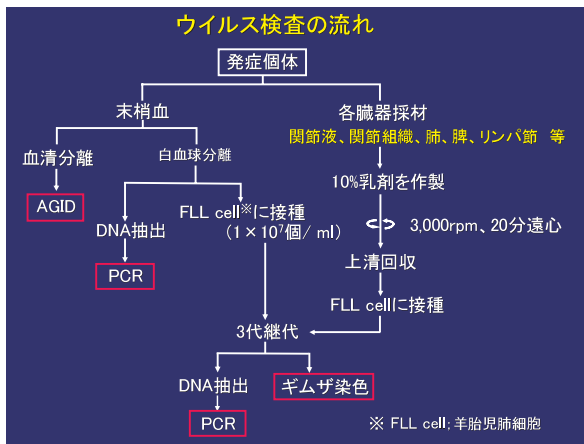 ウイルス検査の流れ
発症個体
末梢血
各臓器採材
関節液、関節組織、肺、脾、リンパ節 等
血清分離
白血球分離
10%乳剤を作製
AGID
FLL cell※に接種
(1×10⁷個/ ml)
DNA抽出
3,000rpm、20分遠心
上清回収
PCR
FLL cellに接種
3代継代
DNA抽出
ギムザ染色
PCR
※ FLL cell; 羊胎児肺細胞